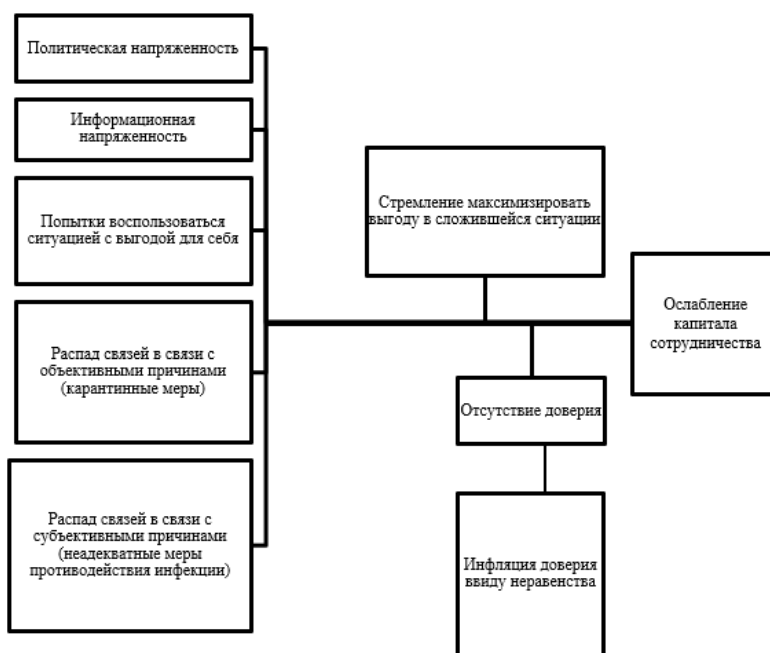 Политическая напряженность
Информационная
напряженность
Попытки воспользоваться
ситуацией с выгодой для себя
Распад связей в связи с
объективными причинами
(карантинные меры)
Распад связей в связи с
субъективными причинами
(неадекватные меры
противодействия инфекции)
Стремление максимизировать
выгоду в сложившейся ситуации
Отсутствие доверия
Инфляция доверия
ввиду неравенства
Ослабление
капитала
сотрудничества